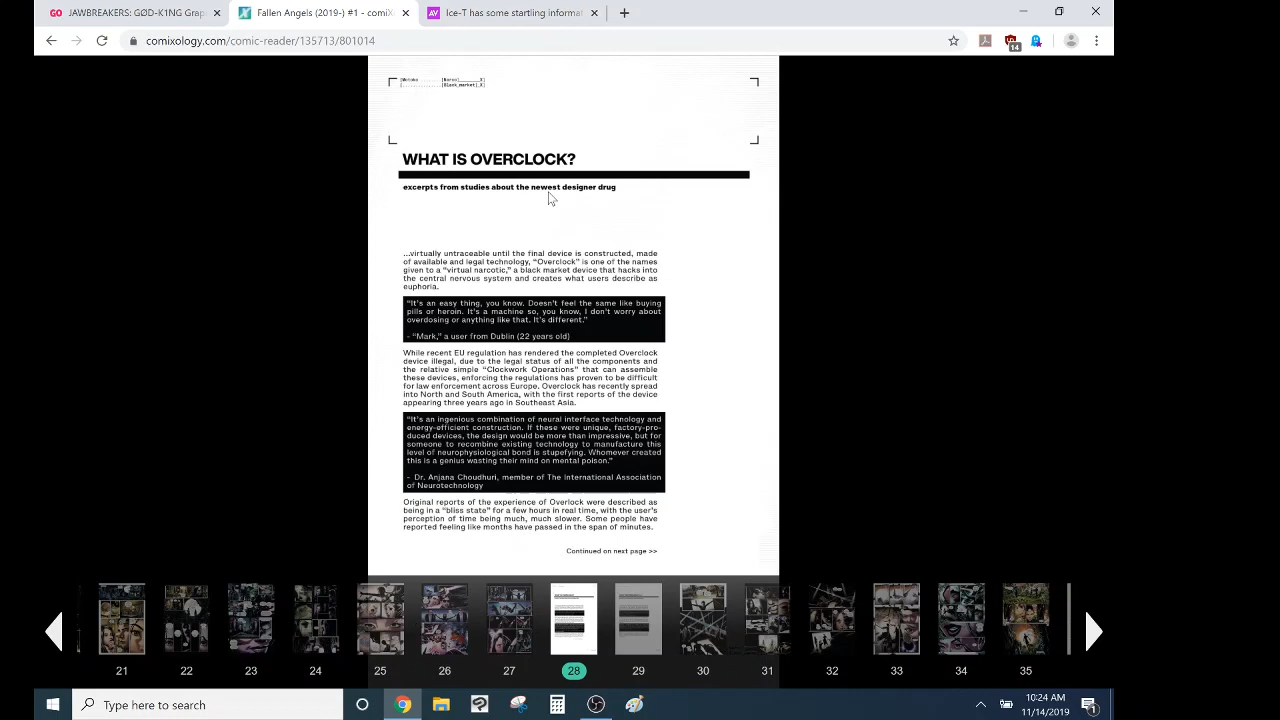 JAWBREAKERS: GØD-K1NG Grap
Fallen Angels (2019-) #1 - comiX
Ice-T has some starting informat
comixology.com/comic-reader/135713/801014
14
WHAT IS OVERCLOCK?
excerpts from studies about the newest designer drug
...virtually untraceable until the final device is constructed, made
of available and legal technology, “Overclock” is one of the names
given to a “virtual narcotic,” a black market device that hacks into
the central nervous system and creates what users describe as
euphoria.
“It’s an easy thing, you know. Doesn’t feel the same like buying
pills or heroin. It’s a machine so, you know, I don’t worry about
overdosing or anything like that. It’s different.”
- “Mark,” a user from Dublin (22 years old)
While recent EU regulation has rendered the completed Overclock
device illegal, due to the legal status of all the components and
the relative simple “Clockwork Operations” that can assemble
these devices, enforcing the regulations has proven to be difficult
for law enforcement across Europe. Overclock has recently spread
into North and South America, with the first reports of the device
appearing three years ago in Southeast Asia.
“It’s an ingenious combination of neural interface technology and
energy-efficient construction. If these were unique, factory-pro-
duced devices, the design would be more than impressive, but for
someone to recombine existing technology to manufacture this
level of neurophysiological bond is stupefying. Whomever created
this is a genius wasting their mind on mental poison.”
- Dr. Anjana Choudhuri, member of The International Association
of Neurotechnology
Original reports of the experience of Overlock were described as
being in a “bliss state” for a few hours in real time, with the user’s
perception of time being much, much slower. Some people have
reported feeling like months have passed in the span of minutes.
Continued on next page >>
21 22 23 24 25 26 27 28 29 30 31 32 33 34 35
Type here to search
10:24 AM
11/14/2019